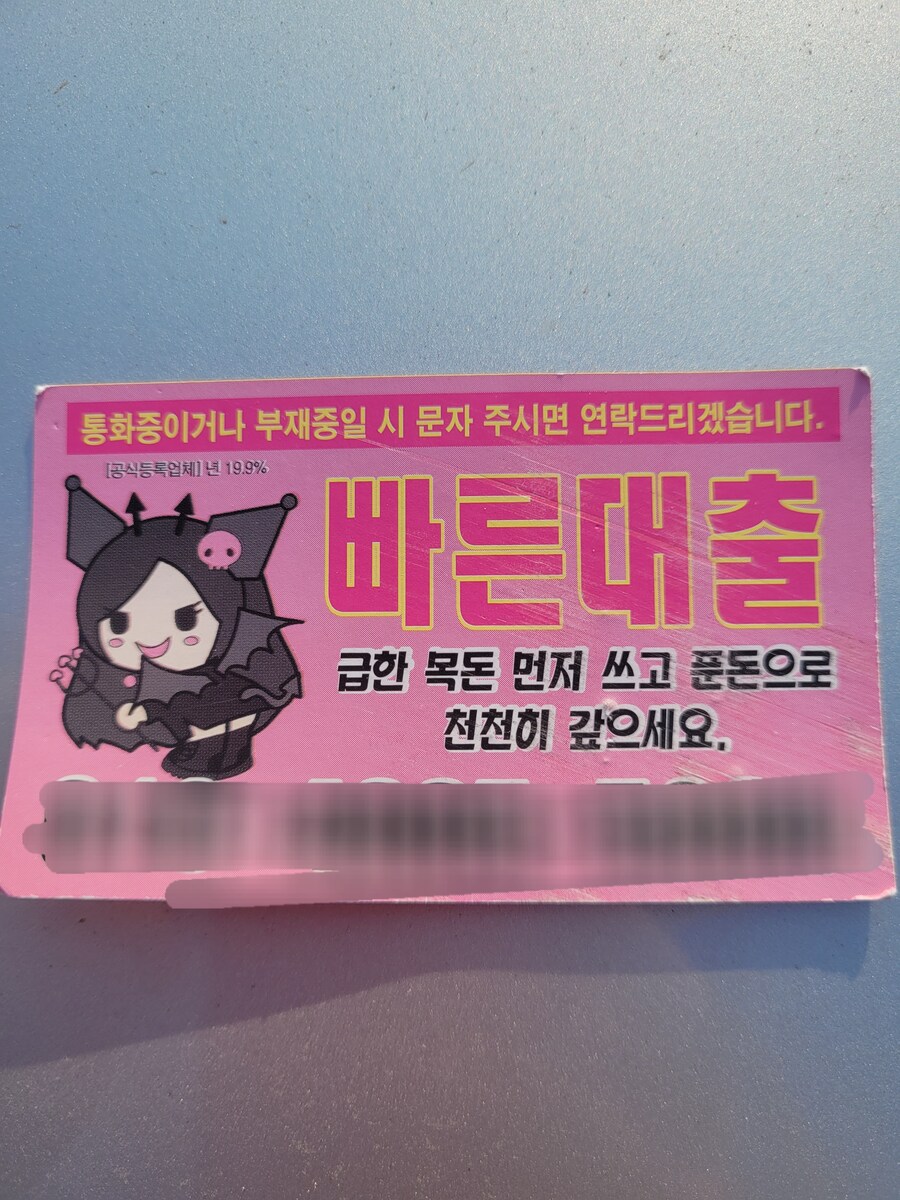 통화중이거나 부재중일 시 문자 주시면 연락드리겠습니다.
[공식등록업체] 년 19.9%
빠른대출
급한 목돈 먼저 쓰고 푼돈으로
천천히 갚으세요.